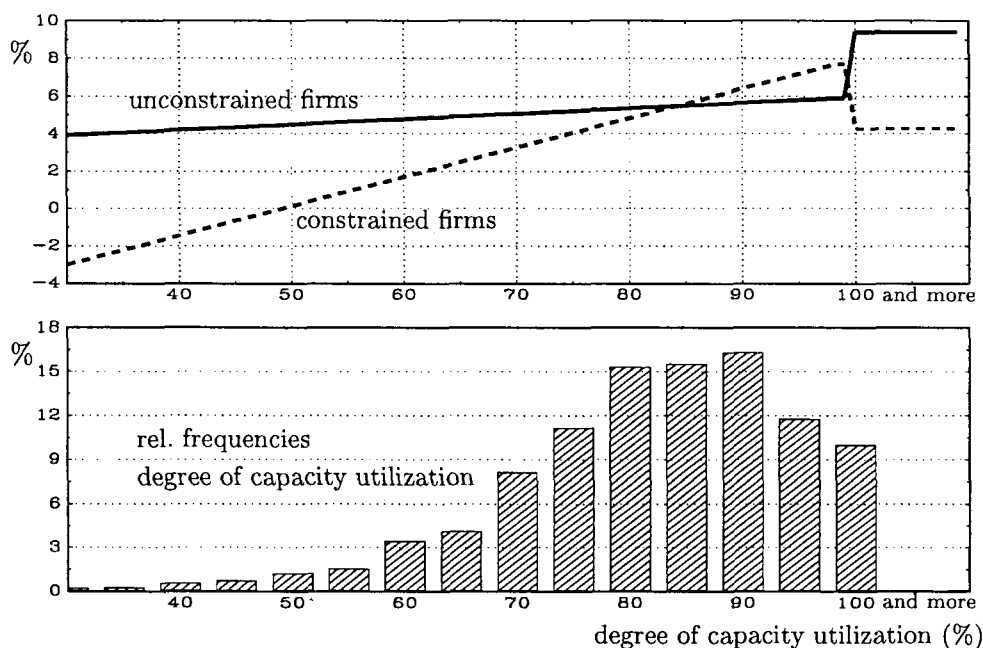 %
10
8
6
4
2
0
−2
−4
unconstrained firms
constrained firms
40 50 60 70 80 90 100 and more
%
18
15
12
9
6
3
0
rel. frequencies
degree of capacity utilization
40 50 60 70 80 90 100 and more
degree of capacity utilization (%)